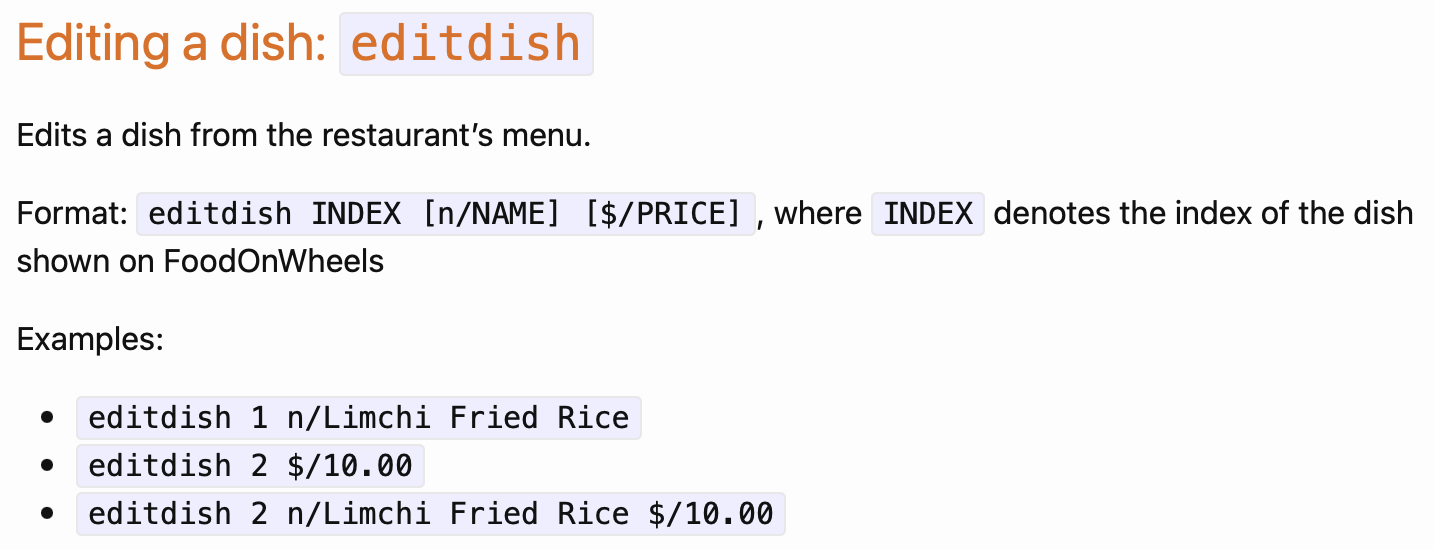 Editing a dish: editdish
Edits a dish from the restaurant’s menu.
Format: editdish INDEX [n/NAME] [$/PRICE], where INDEX denotes the index of the dish
shown on FoodOnWheels
Examples:
• editdish 1 n/Limchi Fried Rice
• editdish 2 $/10.00
• editdish 2 n/Limchi Fried Rice $/10.00